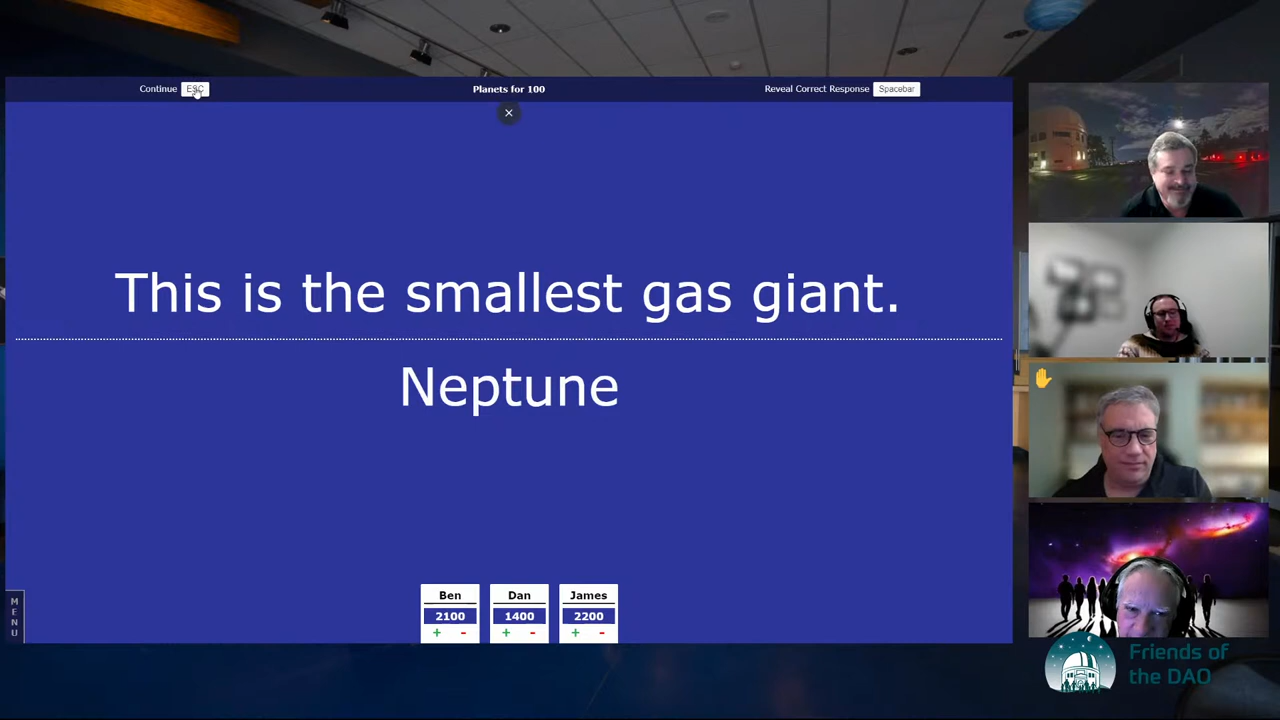 Continue ESC
Planets for 100
Reveal Correct Response Spacebar
This is the smallest gas giant.
Neptune
MENU
Ben Dan James
2100 1400 2200
+ - + - + -
Friends of
the DAO